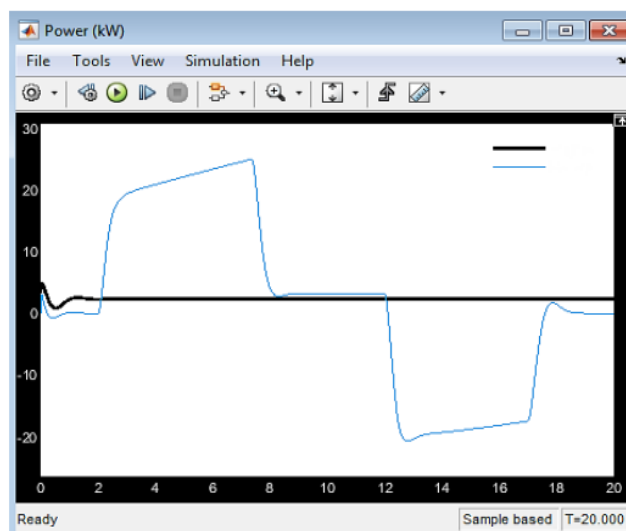 Power (kW)
File Tools View Simulation Help
30
20
10
0
-10
-20
0 2 4 6 8 10 12 14 16 18 20
Ready Sample based T=20.000